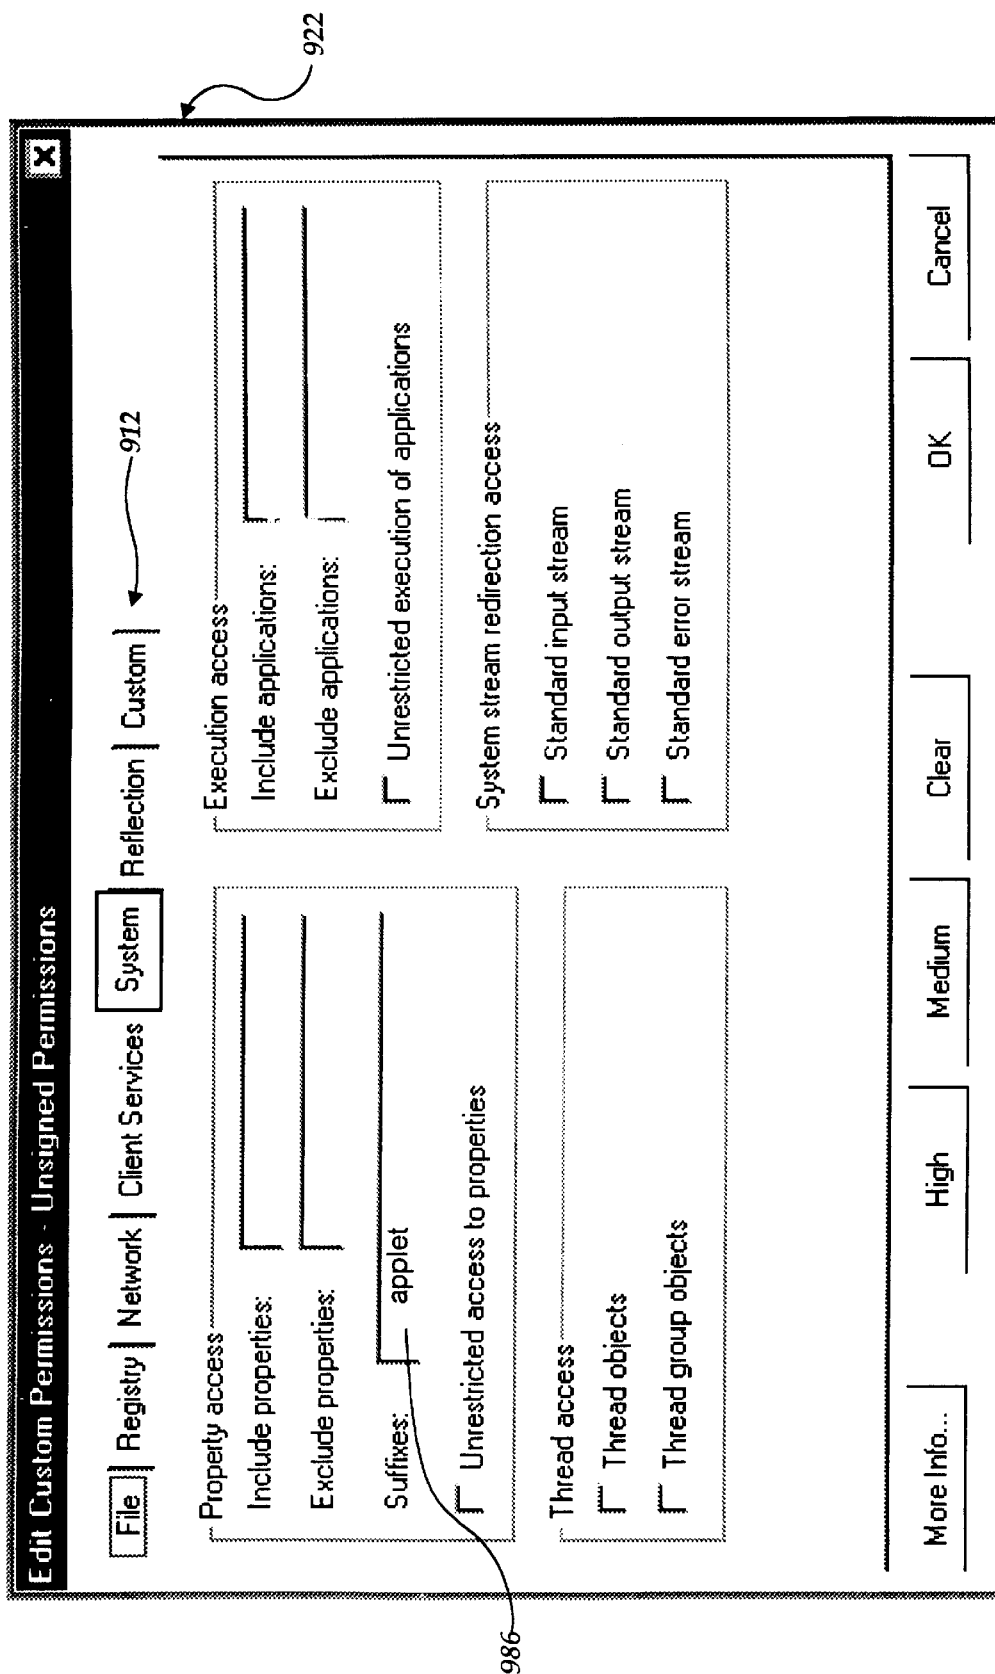 922
Edit Custom Permissions - Unsigned Permissions
912
File Registry Network Client Services System Reflection Custom
Property access
Include properties:
Exclude properties:
Suffixes: applet
Unrestricted access to properties
986
Execution access
Include applications:
Exclude applications:
Unrestricted execution of applications
Thread access
Thread objects
Thread group objects
System stream redirection access
Standard input stream
Standard output stream
Standard error stream
More Info... High Medium Clear OK Cancel